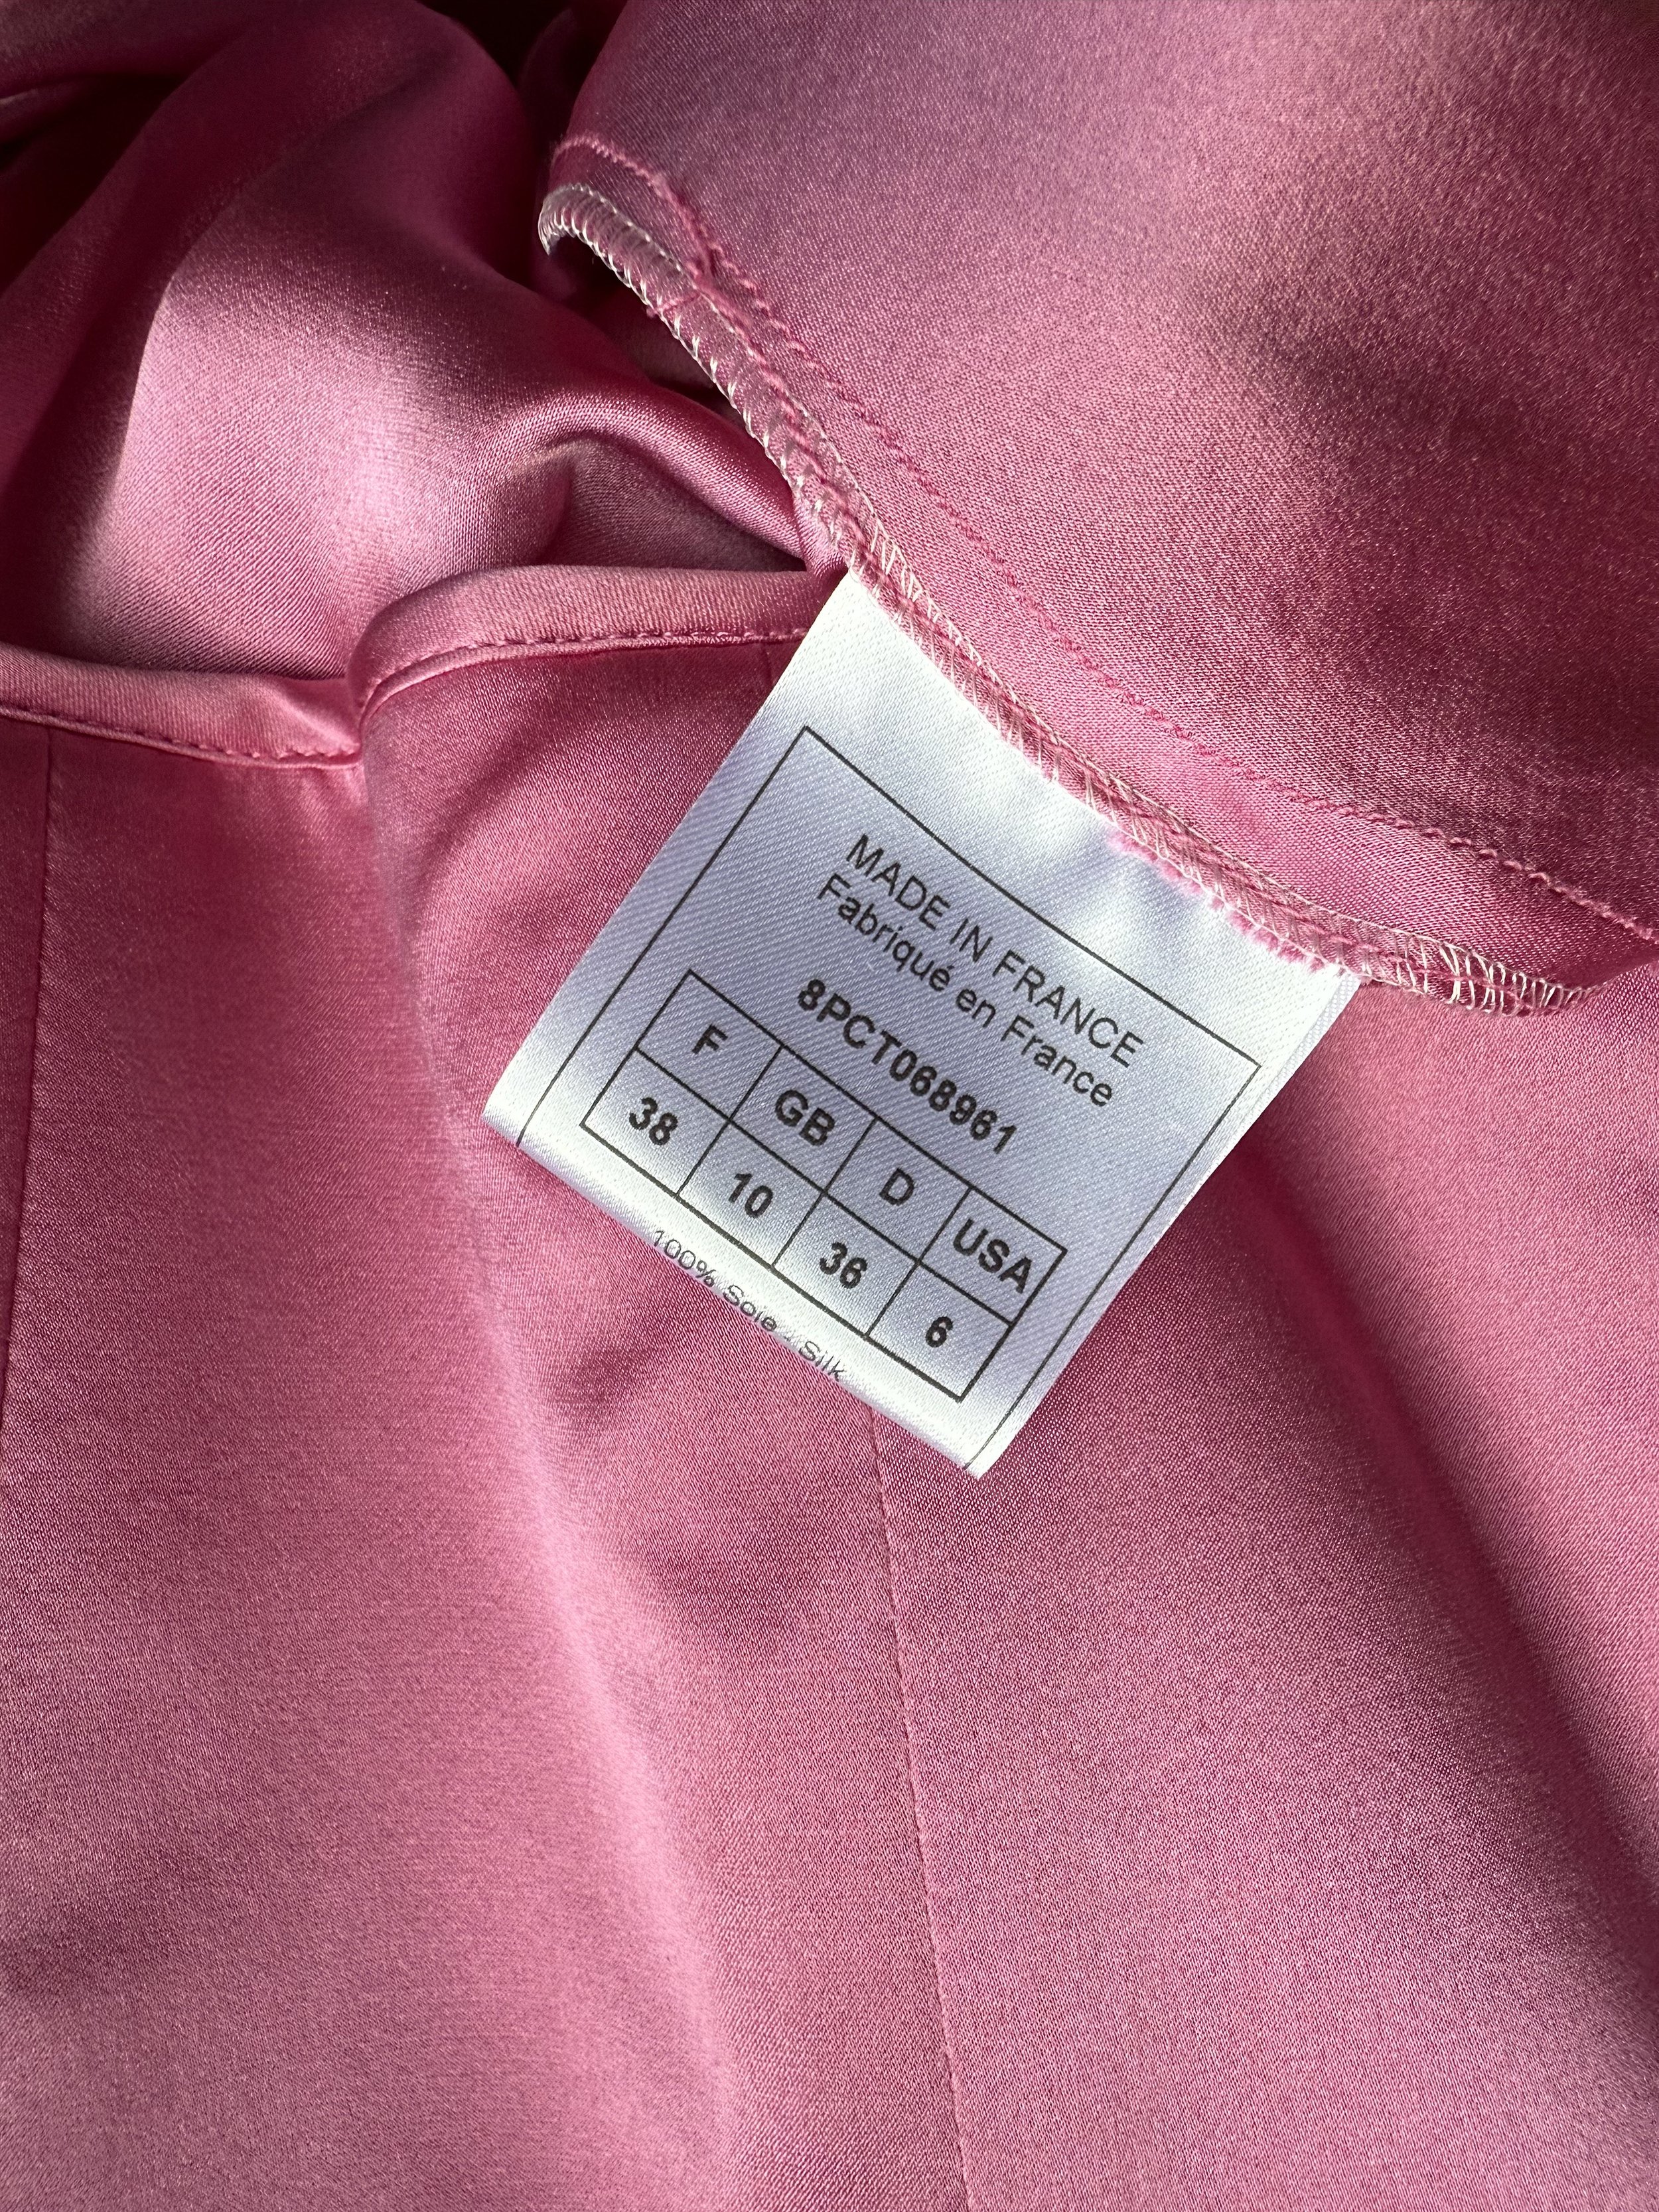 MADE IN FRANCE
Fabriqué en France
8PCT068961
F GB D USA
38 10 36 6
100% Soie - Silk